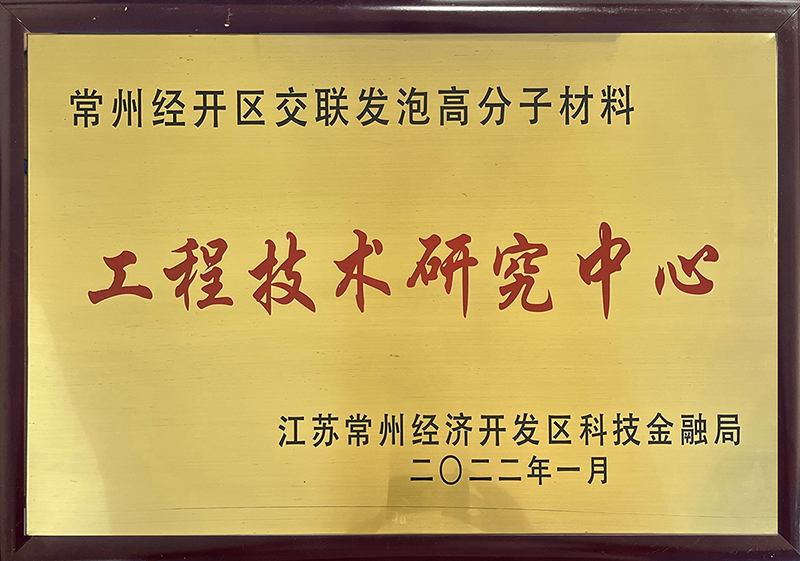 常州经开区交联发泡高分子材料
工程技术研究中心
江苏常州经济开发区科技金融局
二〇二二年一月